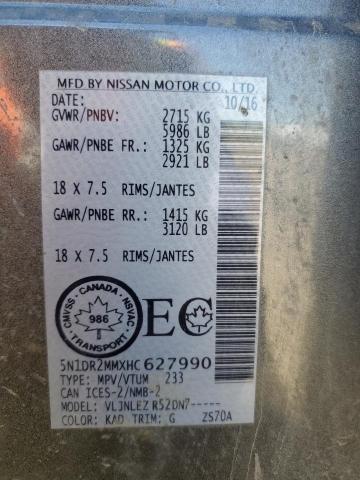 MFD BY NISSAN MOTOR CO., LTD.
DATE: 10/16
GVWR/PNBV: 2715 KG
5986 LB
GAWR/PNBE FR.: 1325 KG
2921 LB
18 X 7.5 RIMS/JANTES
GAWR/PNBE RR.: 1415 KG
3120 LB
18 X 7.5 RIMS/JANTES
CMVSS - CANADA - NSVAC
986
TRANSPORT
EC
5N1DR2MMXHC 627990
TYPE: MPV/VTUM 233
CAN ICES-2/NMB-2
MODEL: VLJNLEZ R52DN7-----
COLOR: KAD TRIM: G ZS70A